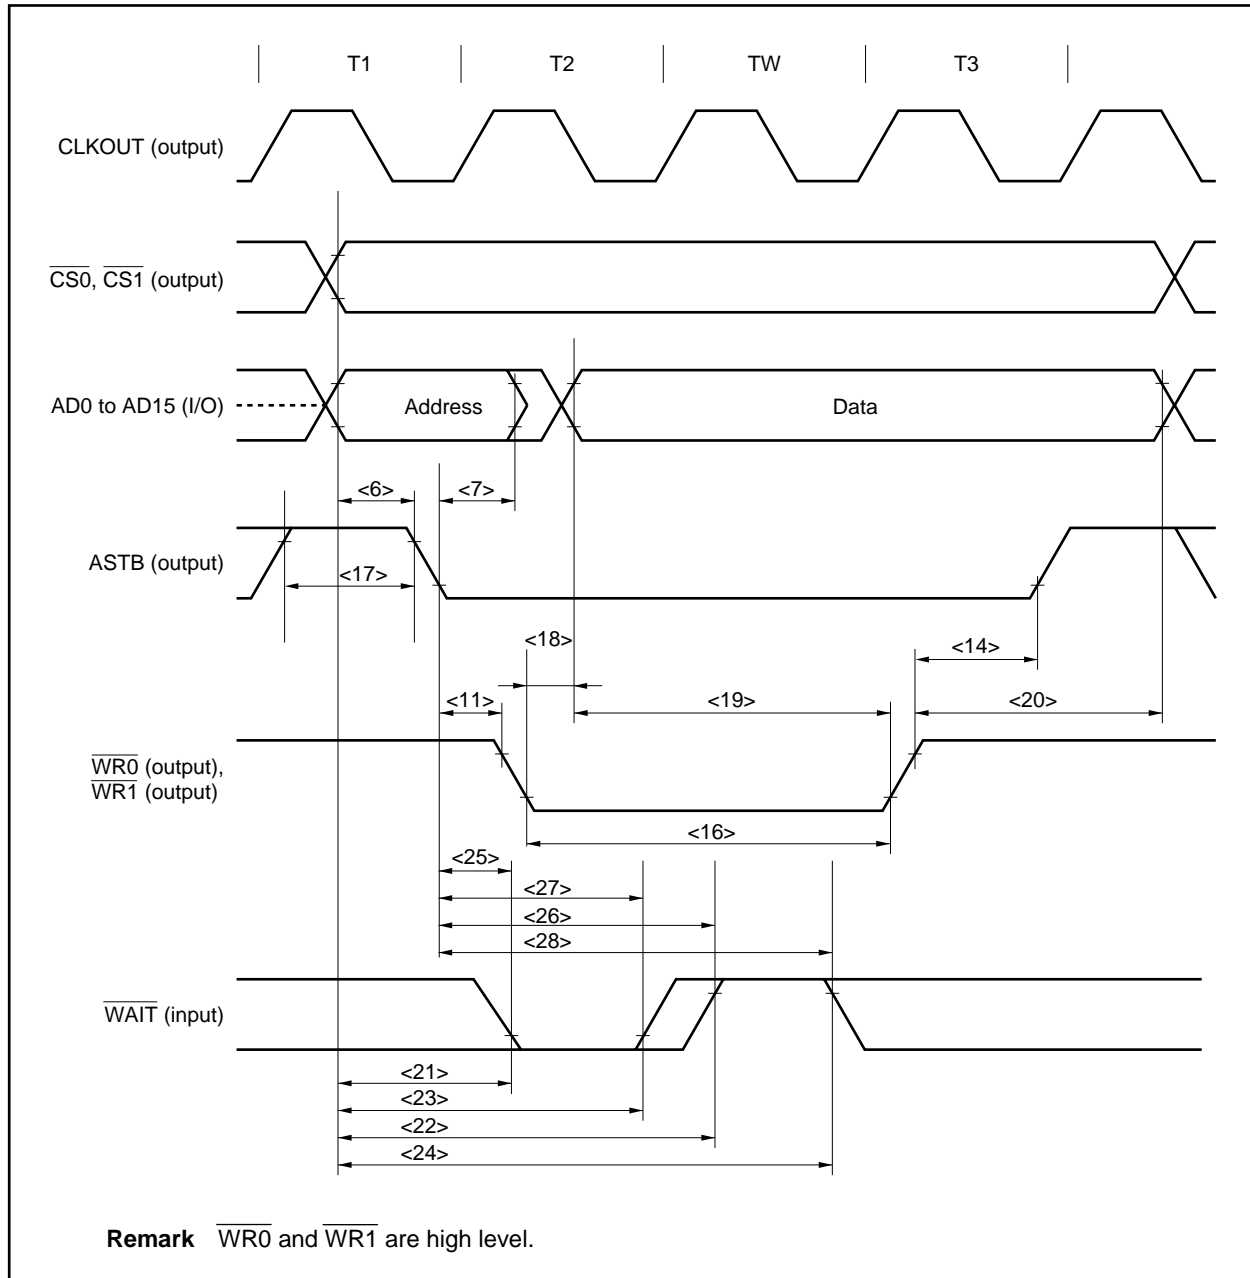 T1 T2 TW T3
CLKOUT (output)
CS0, CS1 (output)
AD0 to AD15 (I/O)
Address
Data
<6> <7>
ASTB (output)
<17>
<18>
<14>
<11>
<19>
<20>
WR0 (output),
WR1 (output)
<16>
<25>
<27>
<26>
<28>
WAIT (input)
<21>
<23>
<22>
<24>
Remark WR0 and WR1 are high level.